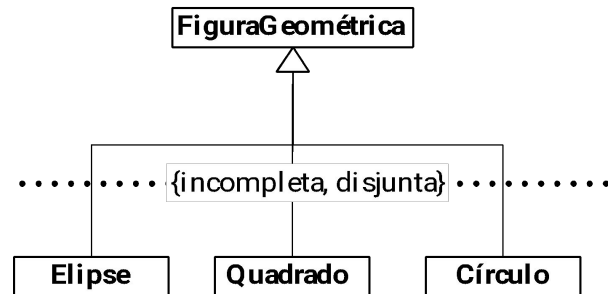 FiguraGeométrica
{incompleta, disjunta}
Elipse
Quadrado
Círculo